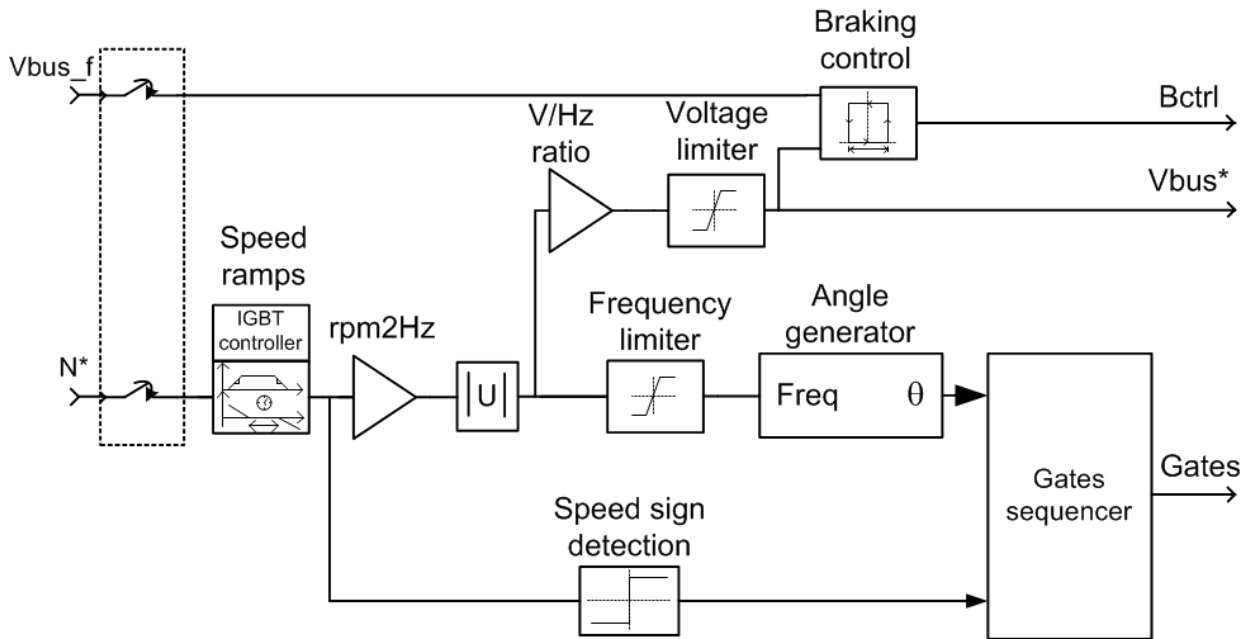 Braking
control
Vbus_f
Bctrl
V/Hz
ratio
Voltage
limiter
Vbus*
Speed
ramps
IGBT
controller
rpm2Hz
Frequency
limiter
Angle
generator
N*
|U|
Freq θ
Gates
sequencer
Gates
Speed sign
detection